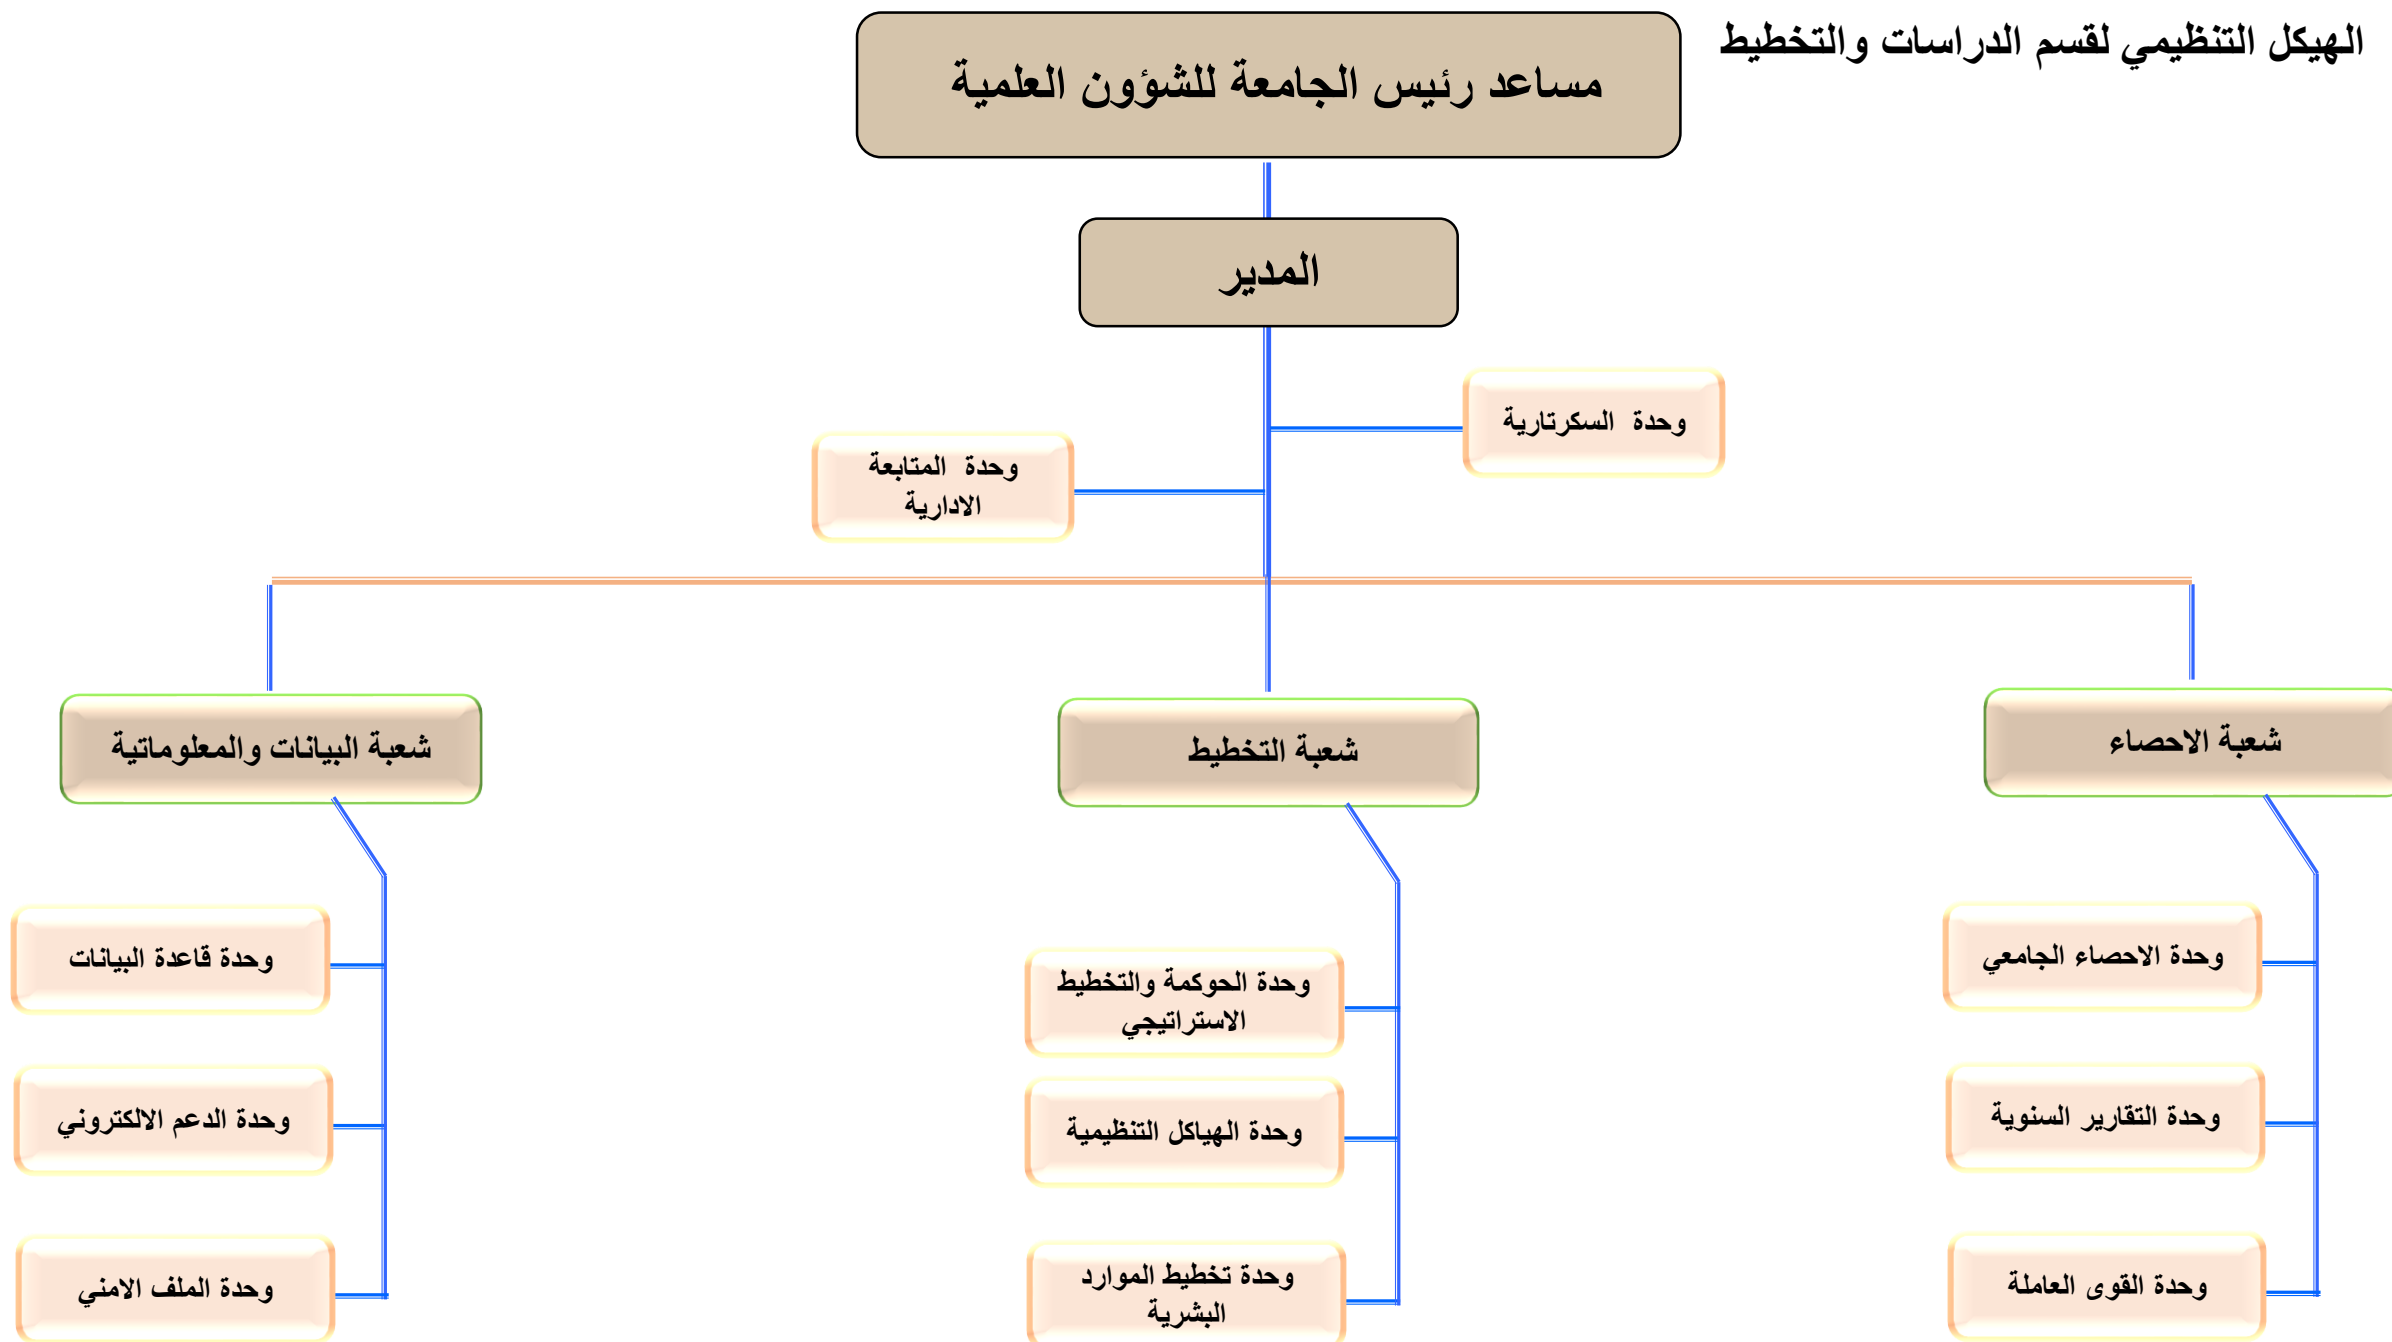 الهيكل التنظيمي لقسم الدراسات والتخطيط
مساعد رئيس الجامعة للشؤون العلمية
المدير
وحدة السكرتارية
وحدة المتابعة
الادارية
شعبة الاحصاء
شعبة التخطيط
شعبة البيانات والمعلوماتية
وحدة الاحصاء الجامعي
وحدة التقارير السنوية
وحدة القوى العاملة
وحدة الحوكمة والتخطيط
الاستراتيجي
وحدة الهياكل التنظيمية
وحدة تخطيط الموارد
البشرية
وحدة قاعدة البيانات
وحدة الدعم الالكتروني
وحدة الملف الامني